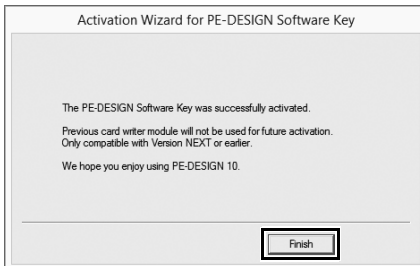 Activation Wizard for PE-DESIGN Software Key
The PE-DESIGN Software Key was successfully activated.
Previous card writer module will not be used for future activation.
Only compatible with Version NEXT or earlier.
We hope you enjoy using PE-DESIGN 10.
Finish